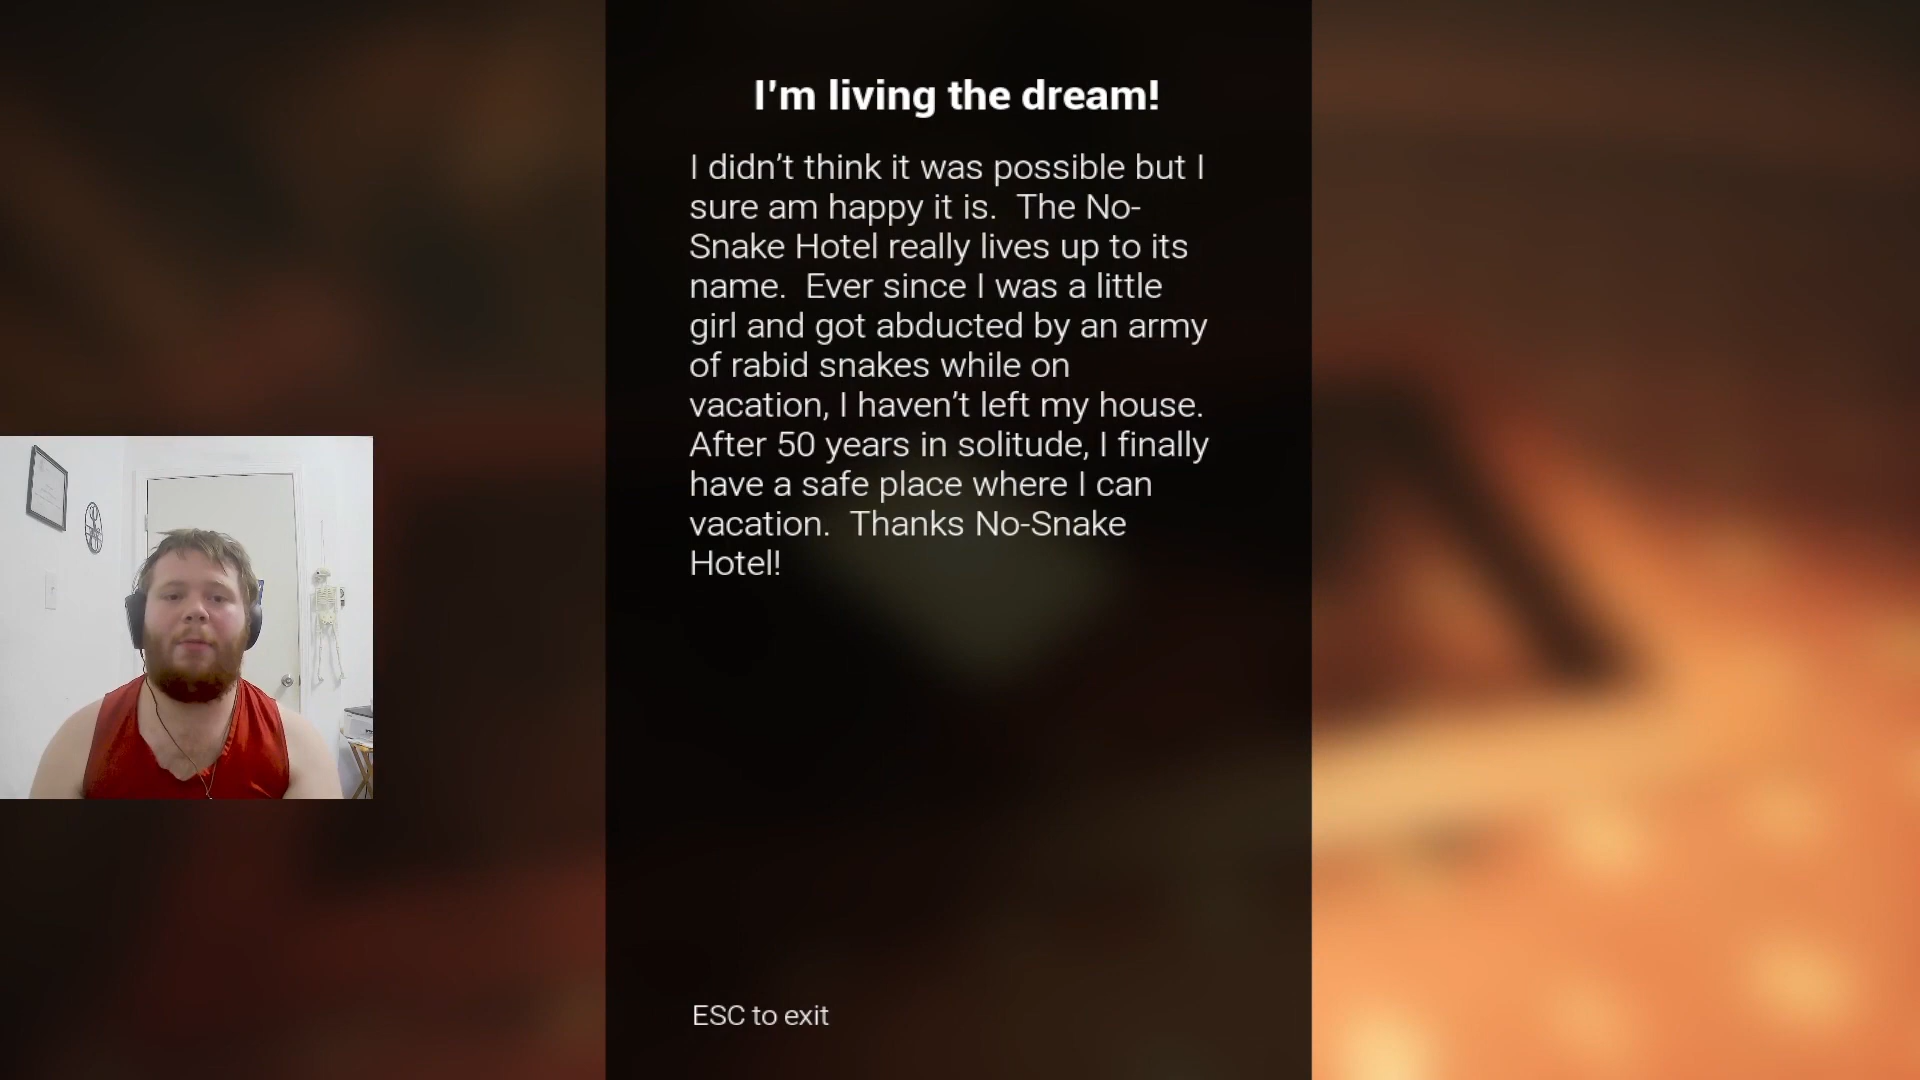 I'm living the dream!
I didn’t think it was possible but I
sure am happy it is.  The No-
Snake Hotel really lives up to its
name.  Ever since I was a little
girl and got abducted by an army
of rabid snakes while on
vacation, I haven’t left my house.
After 50 years in solitude, I finally
have a safe place where I can
vacation.  Thanks No-Snake
Hotel!
ESC to exit